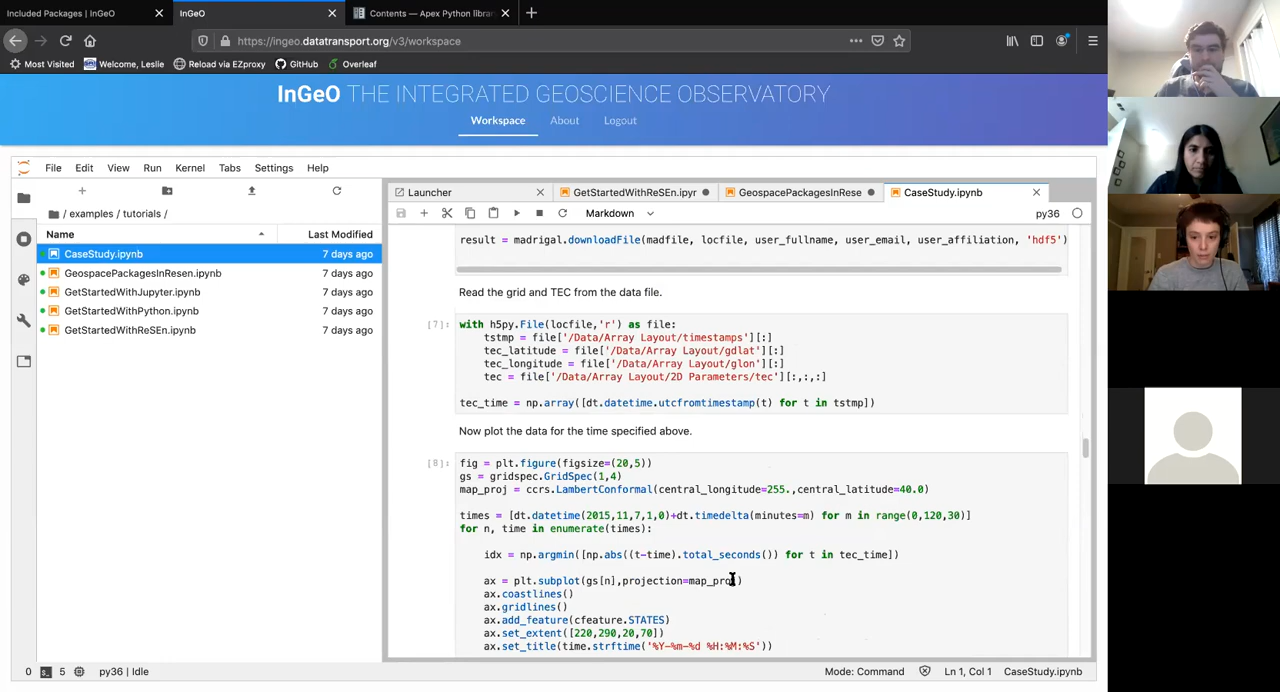 Included Packages | InGeO
InGeO
Contents — Apex Python librar
https://ingeo.datatransport.org/v3/workspace
Most Visited
Welcome, Leslie
Reload via EZproxy
GitHub
Overleaf
InGeO THE INTEGRATED GEOSCIENCE OBSERVATORY
Workspace About Logout
File Edit View Run Kernel Tabs Settings Help
Launcher
GetStartedWithReSEn.ipyr
GeospacePackagesInRese
CaseStudy.ipynb
/ examples / tutorials /
Markdown
py36
Name Last Modified
CaseStudy.ipynb 7 days ago
GeospacePackagesInResen.ipynb 7 days ago
GetStartedWithJupyter.ipynb 7 days ago
GetStartedWithPython.ipynb 7 days ago
GetStartedWithReSEn.ipynb 7 days ago
result = madrigal.downloadFile(madfile, locfile, user_fullname, user_email, user_affiliation, 'hdf5')
Read the grid and TEC from the data file.
[7]: with h5py.File(locfile,'r') as file:
tstmp = file['/Data/Array Layout/timestamps'][:]
tec_latitude = file['/Data/Array Layout/gdlat'][:]
tec_longitude = file['/Data/Array Layout/glon'][:]
tec = file['/Data/Array Layout/2D Parameters/tec'][:,:,:]
tec_time = np.array([dt.datetime.utcfromtimestamp(t) for t in tstmp])
Now plot the data for the time specified above.
[8]: fig = plt.figure(figsize=(20,5))
gs = gridspec.GridSpec(1,4)
map_proj = ccrs.LambertConformal(central_longitude=255.,central_latitude=40.0)
times = [dt.datetime(2015,11,7,1,0)+dt.timedelta(minutes=m) for m in range(0,120,30)]
for n, time in enumerate(times):
idx = np.argmin([np.abs((t-time).total_seconds()) for t in tec_time])
ax = plt.subplot(gs[n],projection=map_proj)
ax.coastlines()
ax.gridlines()
ax.add_feature(cfeature.STATES)
ax.set_extent([220,290,20,70])
ax.set_title(time.strftime('%Y-%m-%d %H:%M:%S'))
0 5 py36 | Idle
Mode: Command Ln 1, Col 1 CaseStudy.ipynb